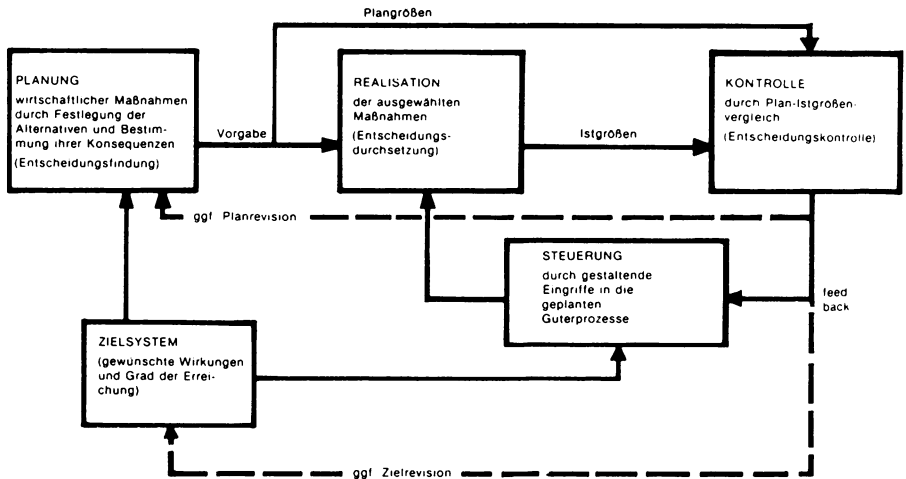 Plangrößen
PLANUNG
wirtschaftlicher Maßnahmen
durch Festlegung der
Alternativen und Bestim-
mung ihrer Konsequenzen
(Entscheidungsfindung)
Vorgabe
REALISATION
der ausgewählten
Maßnahmen
(Entscheidungs-
durchsetzung)
Istgrößen
KONTROLLE
durch Plan-Istgrößen-
vergleich
(Entscheidungskontrolle)
ggf Planrevision
STEUERUNG
durch gestaltende
Eingriffe in die
geplanten
Guterprozesse
feed
back
ZIELSYSTEM
(gewünschte Wirkungen
und Grad der Errei-
chung)
ggf Zielrevision